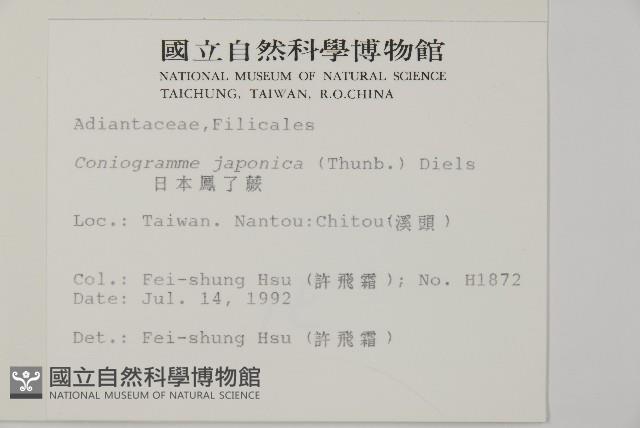 國立自然科學博物館
NATIONAL MUSEUM OF NATURAL SCIENCE
TAICHUNG, TAIWAN, R.O.CHINA
Adiantaceae,Filicales
Coniogramme japonica (Thunb.) Diels
日本鳳了蕨
Loc.: Taiwan. Nantou:Chitou(溪頭)
Col.: Fei-shung Hsu (許飛霜); No. H1872
Date: Jul. 14, 1992
Det.: Fei-shung Hsu (許飛霜)
國立自然科學博物館
NATIONAL MUSEUM OF NATURAL SCIENCE